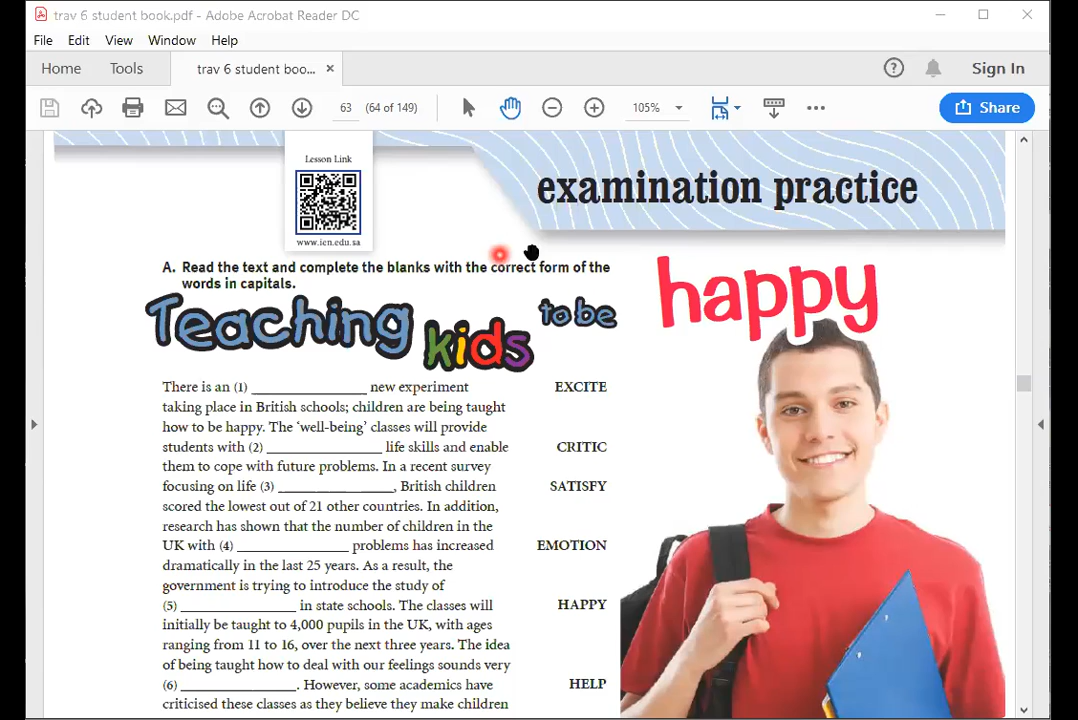 trav 6 student book.pdf - Adobe Acrobat Reader DC
File Edit View Window Help
Home Tools trav 6 student boo... × Sign In
63 (64 of 149) 105% Share
Lesson Link
www.icn.edu.sa
examination practice
A. Read the text and complete the blanks with the correct form of the
words in capitals.
Teaching kids to be happy
There is an (1) ________________ new experiment EXCITE
taking place in British schools; children are being taught
how to be happy. The ‘well-being’ classes will provide
students with (2) ________________ life skills and enable CRITIC
them to cope with future problems. In a recent survey
focusing on life (3) ________________, British children SATISFY
scored the lowest out of 21 other countries. In addition,
research has shown that the number of children in the
UK with (4) ________________ problems has increased EMOTION
dramatically in the last 25 years. As a result, the
government is trying to introduce the study of
(5) ________________ in state schools. The classes will HAPPY
initially be taught to 4,000 pupils in the UK, with ages
ranging from 11 to 16, over the next three years. The idea
of being taught how to deal with our feelings sounds very
(6) ________________. However, some academics have HELP
criticised these classes as they believe they make children